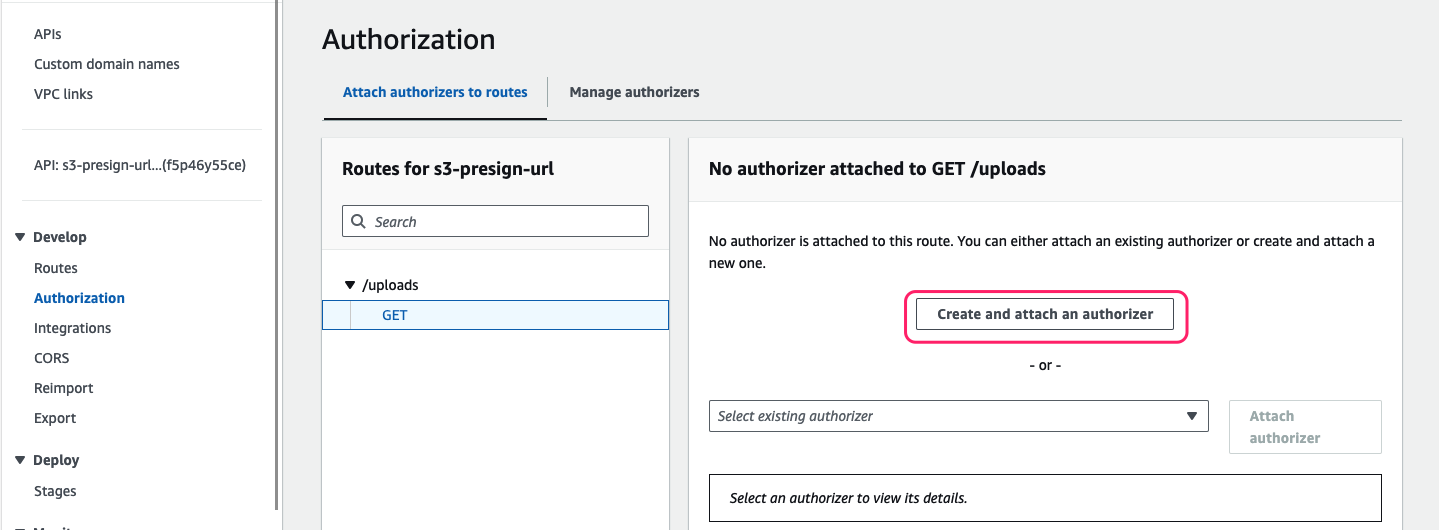 APIs
Custom domain names
VPC links
API: s3-presign-url...(f5p46y55ce)
Develop
Routes
Authorization
Integrations
CORS
Reimport
Export
Deploy
Stages
Authorization
Attach authorizers to routes
Manage authorizers
Routes for s3-presign-url
Search
/uploads
GET
No authorizer attached to GET /uploads
No authorizer is attached to this route. You can either attach an existing authorizer or create and attach a
new one.
Create and attach an authorizer
- or -
Select existing authorizer
Attach
authorizer
Select an authorizer to view its details.